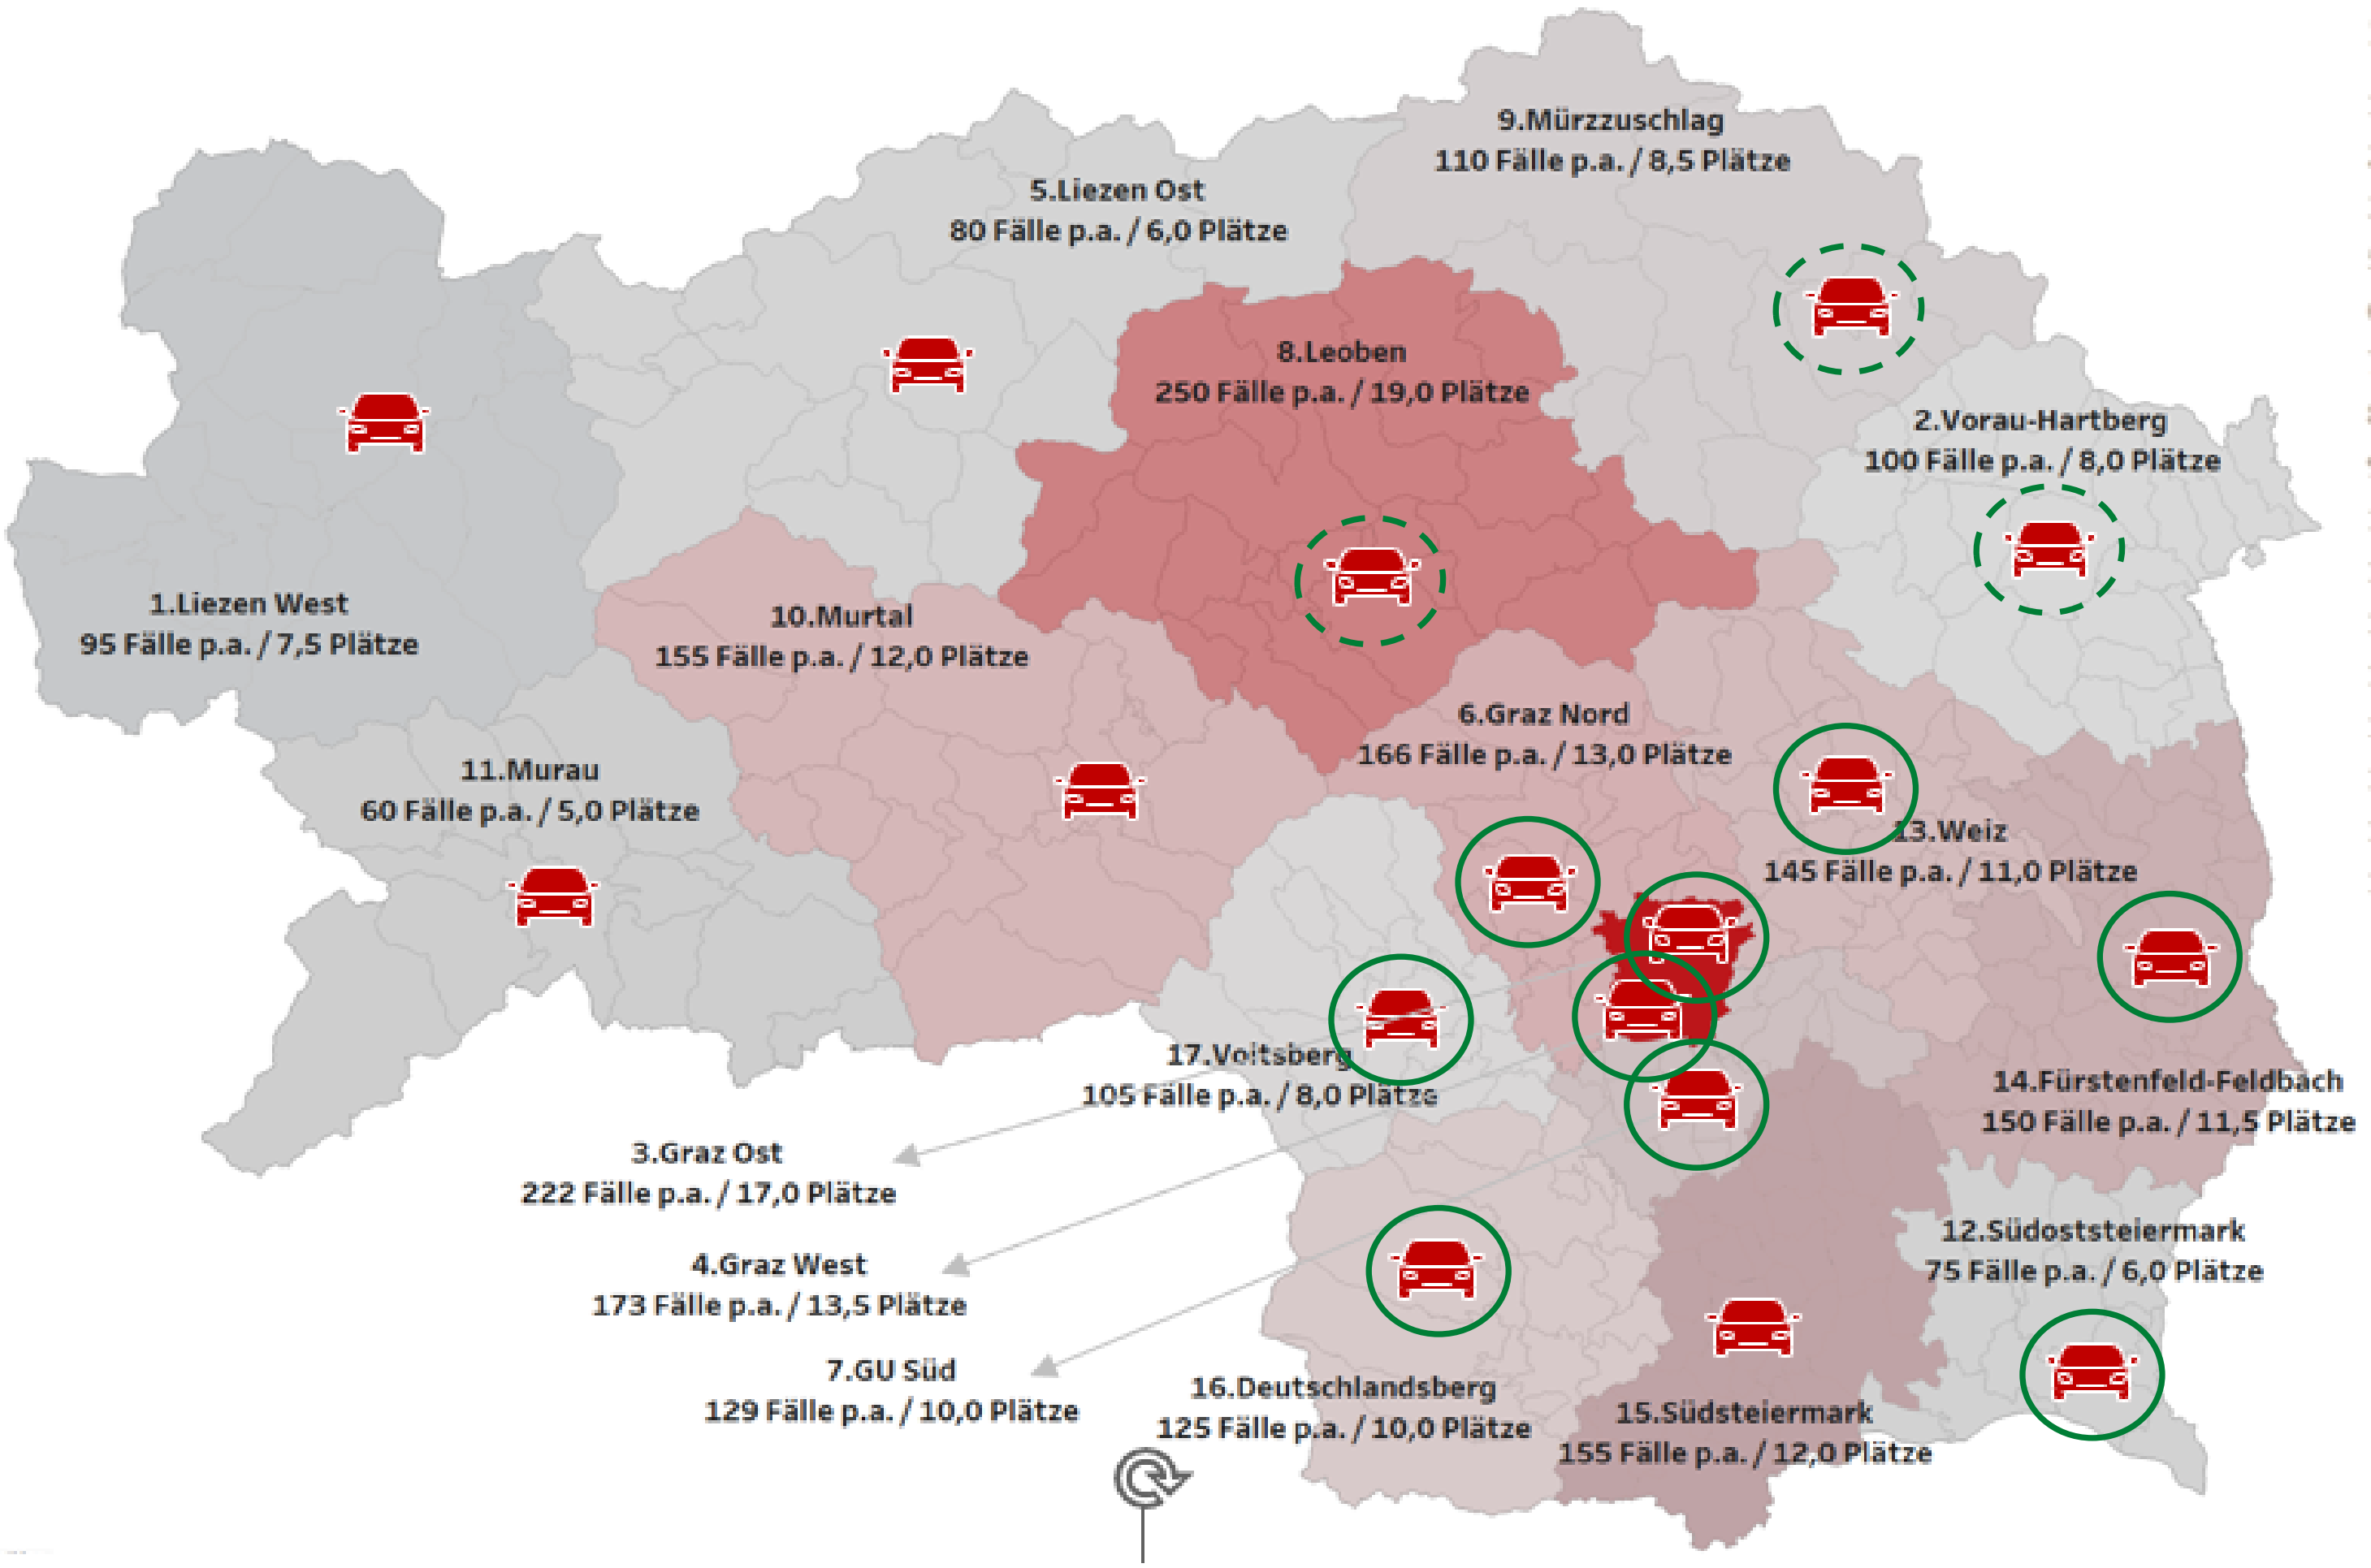 9.Mürzzuschlag
110 Fälle p.a. / 8,5 Plätze
5.Liezen Ost
80 Fälle p.a. / 6,0 Plätze
8.Leoben
250 Fälle p.a. / 19,0 Plätze
2.Vorau-Hartberg
100 Fälle p.a. / 8,0 Plätze
1.Liezen West
95 Fälle p.a. / 7,5 Plätze
10.Murtal
155 Fälle p.a. / 12,0 Plätze
6.Graz Nord
166 Fälle p.a. / 13,0 Plätze
11.Murau
60 Fälle p.a. / 5,0 Plätze
13.Weiz
145 Fälle p.a. / 11,0 Plätze
17.Voitsberg
105 Fälle p.a. / 8,0 Plätze
14.Fürstenfeld-Feldbach
150 Fälle p.a. / 11,5 Plätze
3.Graz Ost
222 Fälle p.a. / 17,0 Plätze
12.Südoststeiermark
75 Fälle p.a. / 6,0 Plätze
4.Graz West
173 Fälle p.a. / 13,5 Plätze
7.GU Süd
129 Fälle p.a. / 10,0 Plätze
16.Deutschlandsberg
125 Fälle p.a. / 10,0 Plätze
15.Südsteiermark
155 Fälle p.a. / 12,0 Plätze